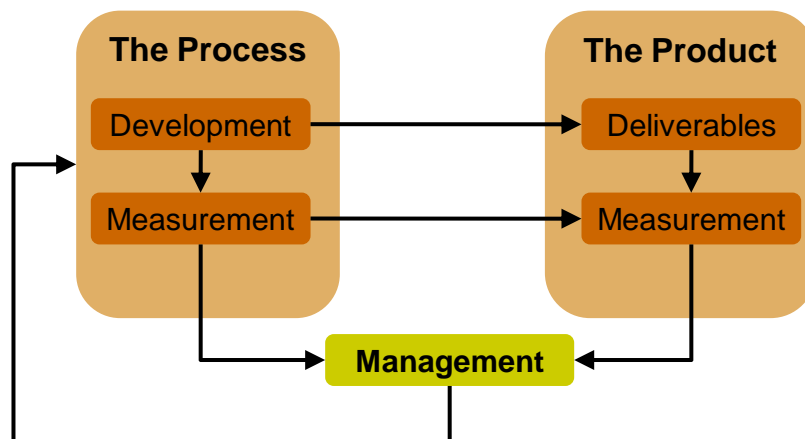 The Process
The Product
Development
Deliverables
Measurement
Measurement
Management